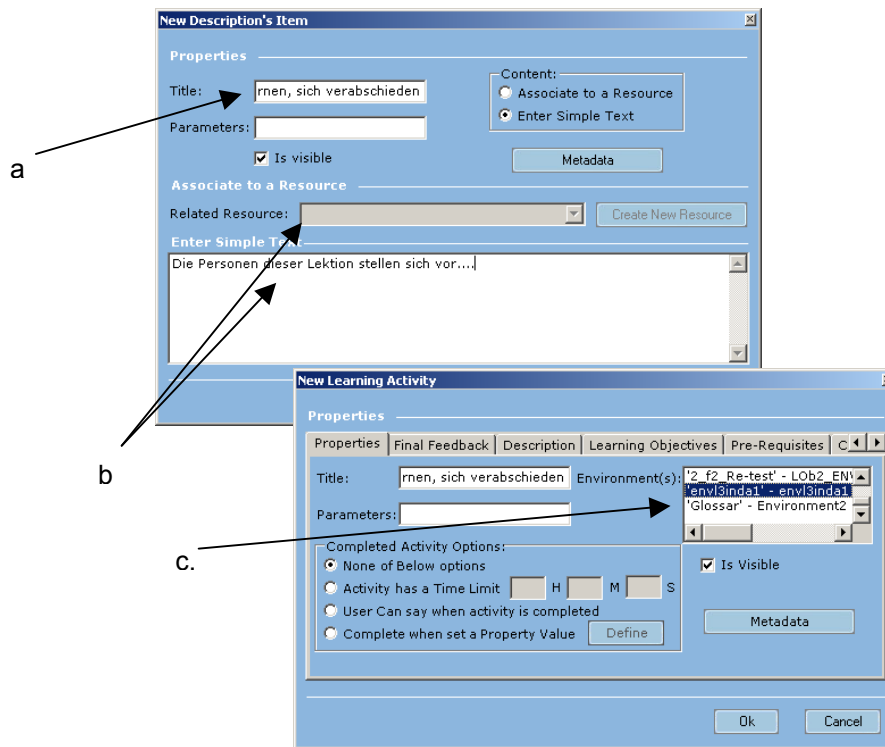 New Description's Item
Properties
Title: rnen, sich verabschieden
Content:
Associate to a Resource
Enter Simple Text
Parameters:
Is visible
Metadata
a
Associate to a Resource
Related Resource: Create New Resource
Enter Simple Text
Die Personen dieser Lektion stellen sich vor....
New Learning Activity
Properties
Properties Final Feedback Description Learning Objectives Pre-Requisites C
b
Title: rnen, sich verabschieden Environment(s):
'2_f2_Re-test' - LOb2_EN
'envl3inda1' - envl3inda1
'Glossar' - Environment2
Parameters:
c.
Completed Activity Options:
None of Below options
Is Visible
Activity has a Time Limit H M S
User Can say when activity is completed
Complete when set a Property Value Define
Metadata
Ok Cancel